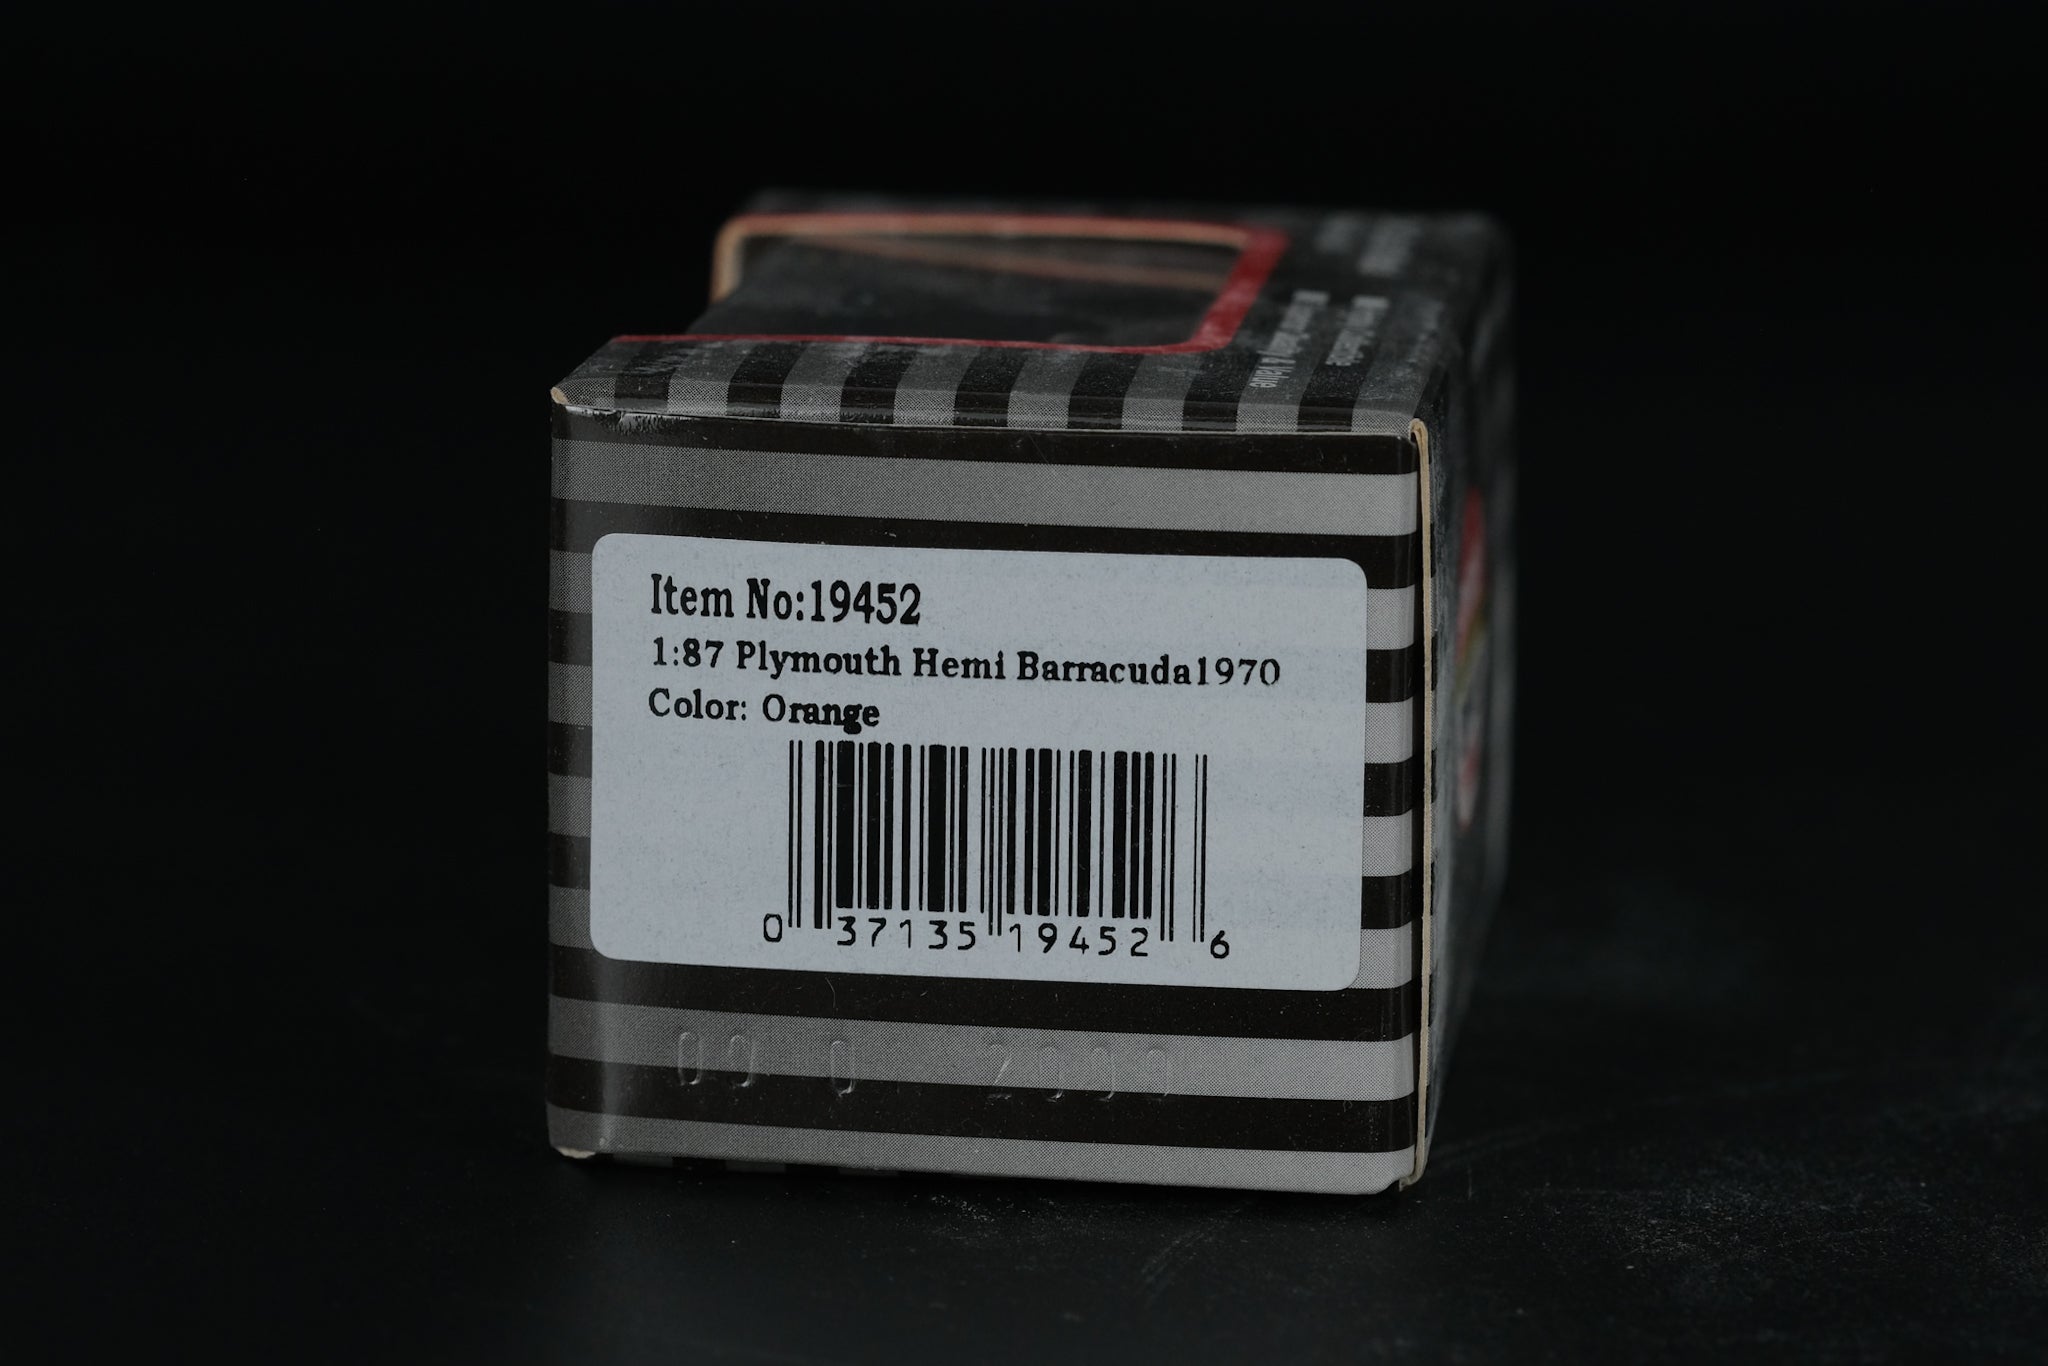 Item No:19452
1:87 Plymouth Hemi Barracuda1970
Color: Orange
0 37135 19452 6